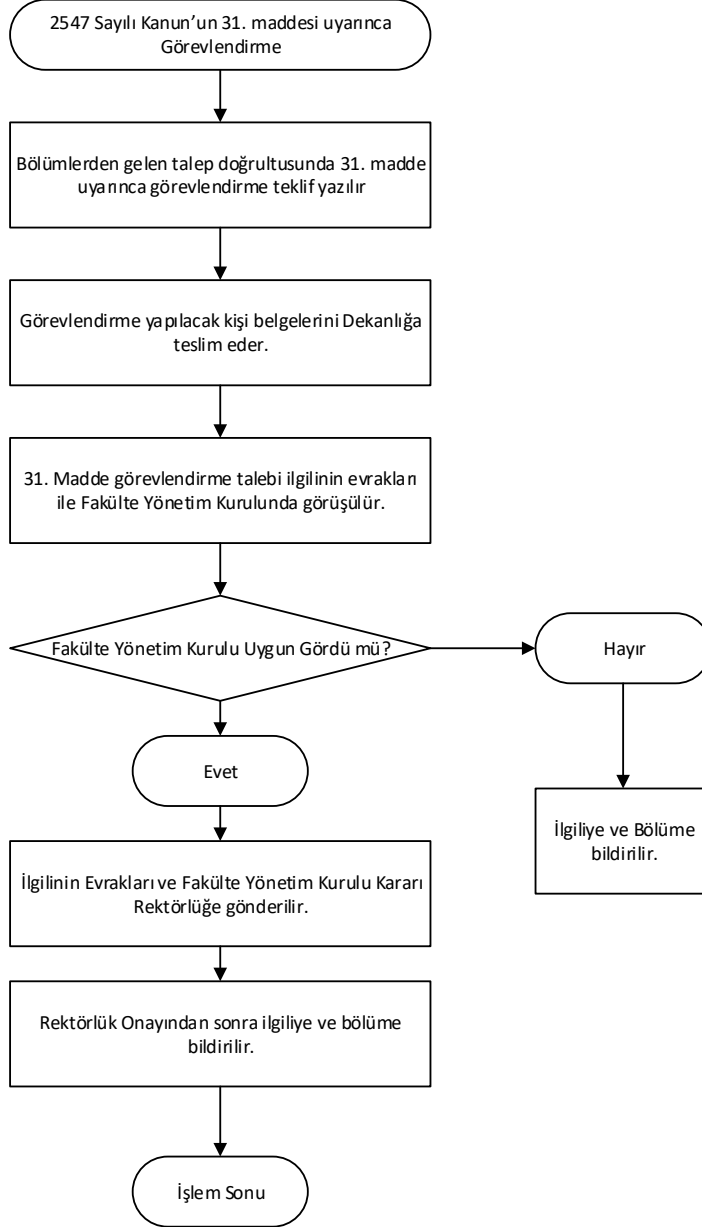 2547 Sayılı Kanun’un 31. maddesi uyarınca
Görevlendirme
Bölümlerden gelen talep doğrultusunda 31. madde
uyarınca görevlendirme teklif yazılır
Görevlendirme yapılacak kişi belgelerini Dekanlığa
teslim eder.
31. Madde görevlendirme talebi ilgilinin evrakları
ile Fakülte Yönetim Kurulunda görüşülür.
Fakülte Yönetim Kurulu Uygun Gördü mü?
Hayır
Evet
İlgiliye ve Bölüme
bildirilir.
İlgilinin Evrakları ve Fakülte Yönetim Kurulu Kararı
Rektörlüğe gönderilir.
Rektörlük Onayından sonra ilgiliye ve bölüme
bildirilir.
İşlem Sonu